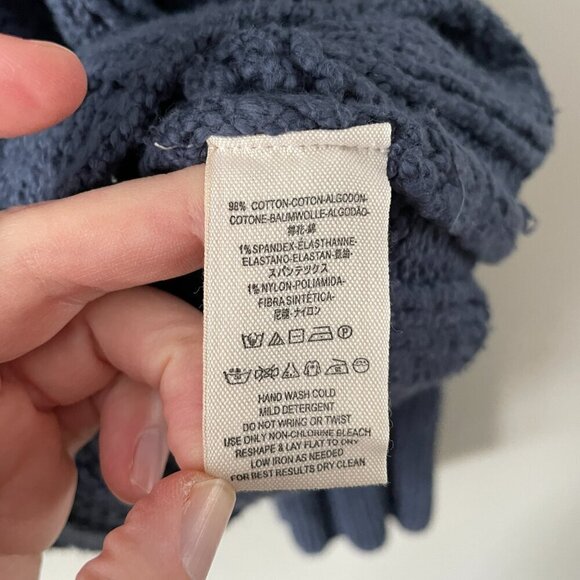 98% COTTON-COTON-ALGODON-
COTONE-BAUMWOLLE-ALGODÃO-
棉花-綿
1% SPANDEX-ÉLASTHANNE-
ELASTANO-ELASTAN-氨綸-
スパンテックス
1% NYLON-POLIAMIDA-
FIBRA SINTÉTICA-
尼龍-ナイロン
HAND WASH COLD
MILD DETERGENT
DO NOT WRING OR TWIST
USE ONLY NON-CHLORINE BLEACH
RESHAPE & LAY FLAT TO DRY
LOW IRON AS NEEDED
FOR BEST RESULTS DRY CLEAN